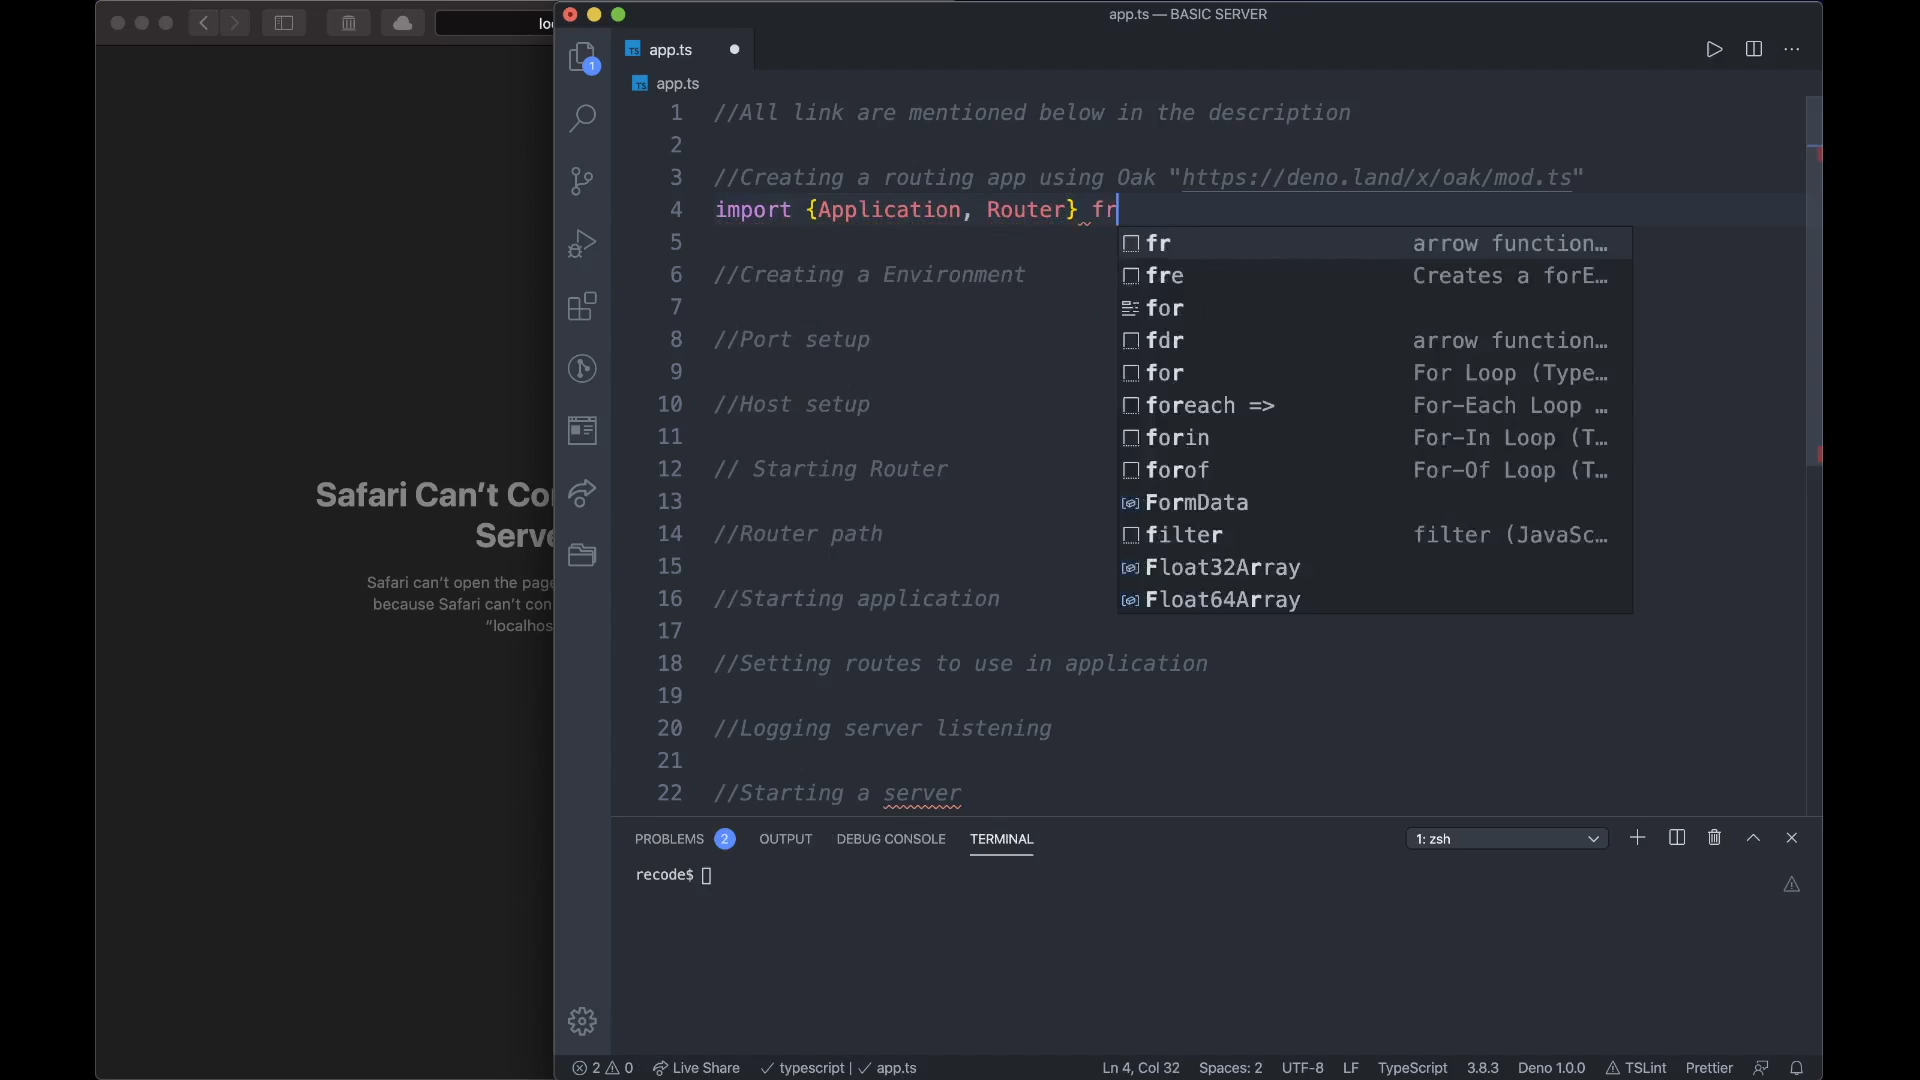 loc
Safari Can't Co
Serve
Safari can't open the page
because Safari can't con
"localhos
app.ts — BASIC SERVER
TS app.ts
1
TS app.ts
1 //All link are mentioned below in the description
2
3 //Creating a routing app using Oak "https://deno.land/x/oak/mod.ts"
4 import {Application, Router} fr
5
6 //Creating a Environment
7
8 //Port setup
9
10 //Host setup
11
12 // Starting Router
13
14 //Router path
15
16 //Starting application
17
18 //Setting routes to use in application
19
20 //Logging server listening
21
22 //Starting a server
fr arrow function…
fre Creates a forE…
for
fdr arrow function…
for For Loop (Type…
foreach => For-Each Loop …
forin For-In Loop (T…
forof For-Of Loop (T…
FormData
filter filter (JavaSc…
Float32Array
Float64Array
PROBLEMS 2 OUTPUT DEBUG CONSOLE TERMINAL 1: zsh
recode$
2 0 Live Share typescript | app.ts Ln 4, Col 32 Spaces: 2 UTF-8 LF TypeScript 3.8.3 Deno 1.0.0 TSLint Prettier